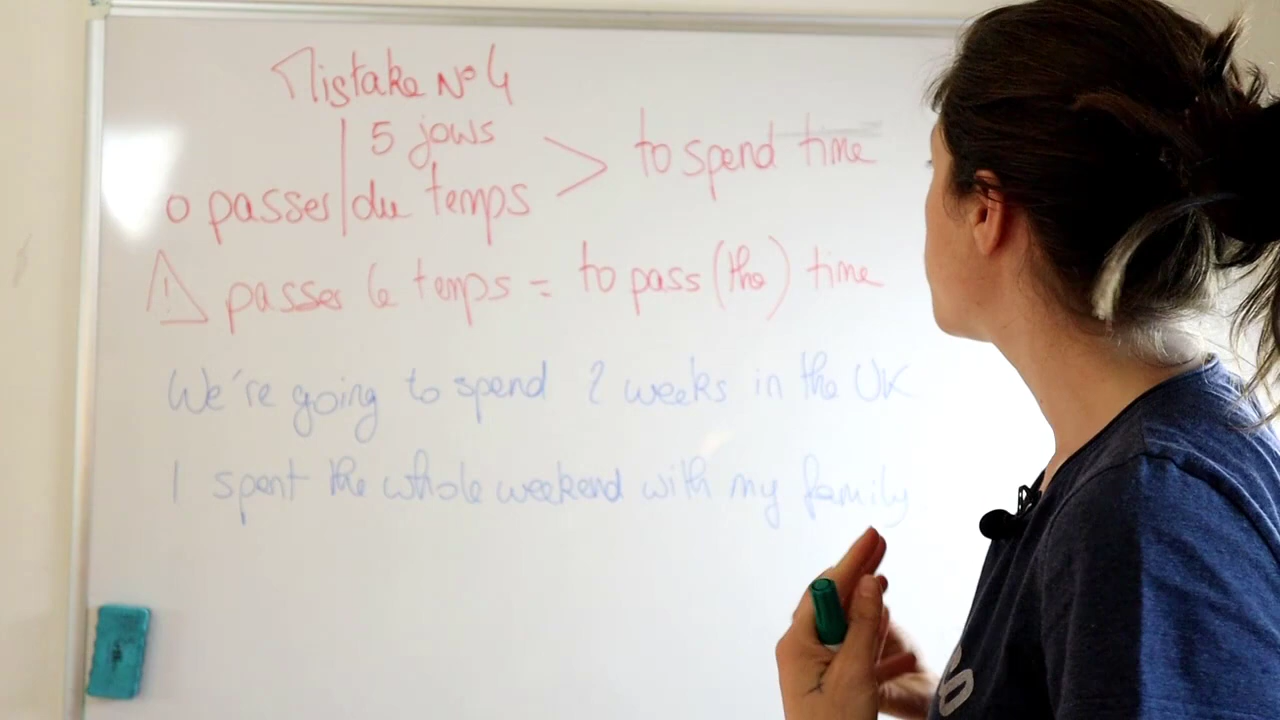 Mistake N° 4
5 jours
o passer du temps > to spend time
! passer le temps = to pass (the) time
We're going to spend 2 weeks in the UK
I spent the whole weekend with my family